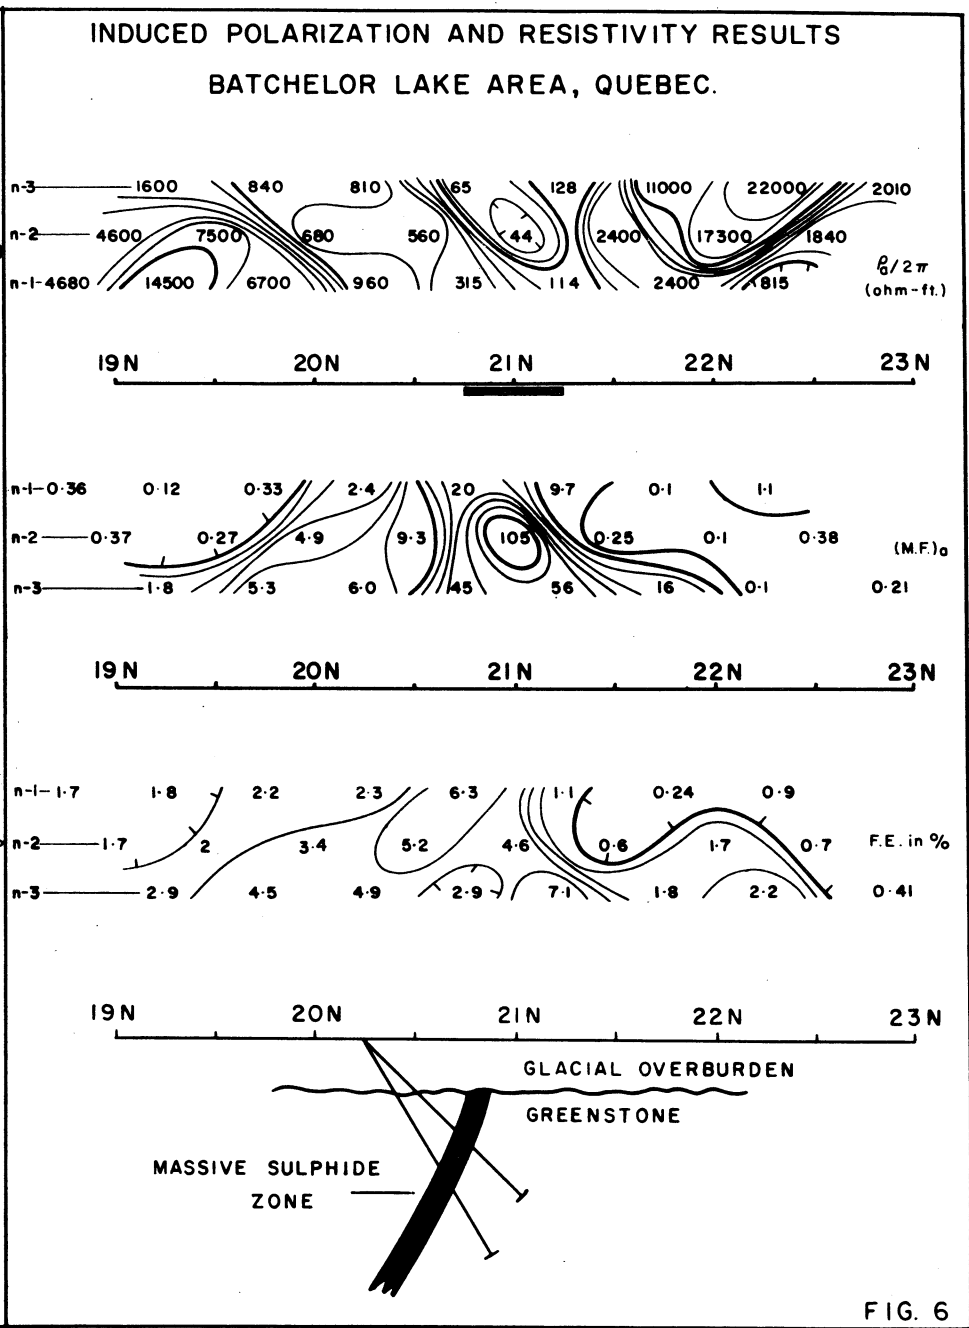 INDUCED POLARIZATION AND RESISTIVITY RESULTS
BATCHELOR LAKE AREA, QUEBEC.
n-3 1600 840 810 65 128 11000 22000 2010
n-2 4600 7500 680 560 44 2400 17300 1840
n-1-4680 14500 6700 960 315 114 2400 815
ρa/2π
(ohm-ft.)
19N 20N 21N 22N 23N
n-1-0·36 0·12 0·33 2·4 20 9·7 0·1 1·1
n-2 0·37 0·27 4·9 9·3 105 0·25 0·1 0·38
(M.F.)a
n-3 1·8 5·3 6·0 45 56 16 0·1 0·21
19N 20N 21N 22N 23N
n-1-1·7 1·8 2·2 2·3 6·3 1·1 0·24 0·9
n-2 1·7 2 3·4 5·2 4·6 0·6 1·7 0·7 F.E. in %
n-3 2·9 4·5 4·9 2·9 7·1 1·8 2·2 0·41
19N 20N 21N 22N 23N
GLACIAL OVERBURDEN
GREENSTONE
MASSIVE SULPHIDE
ZONE
FIG. 6